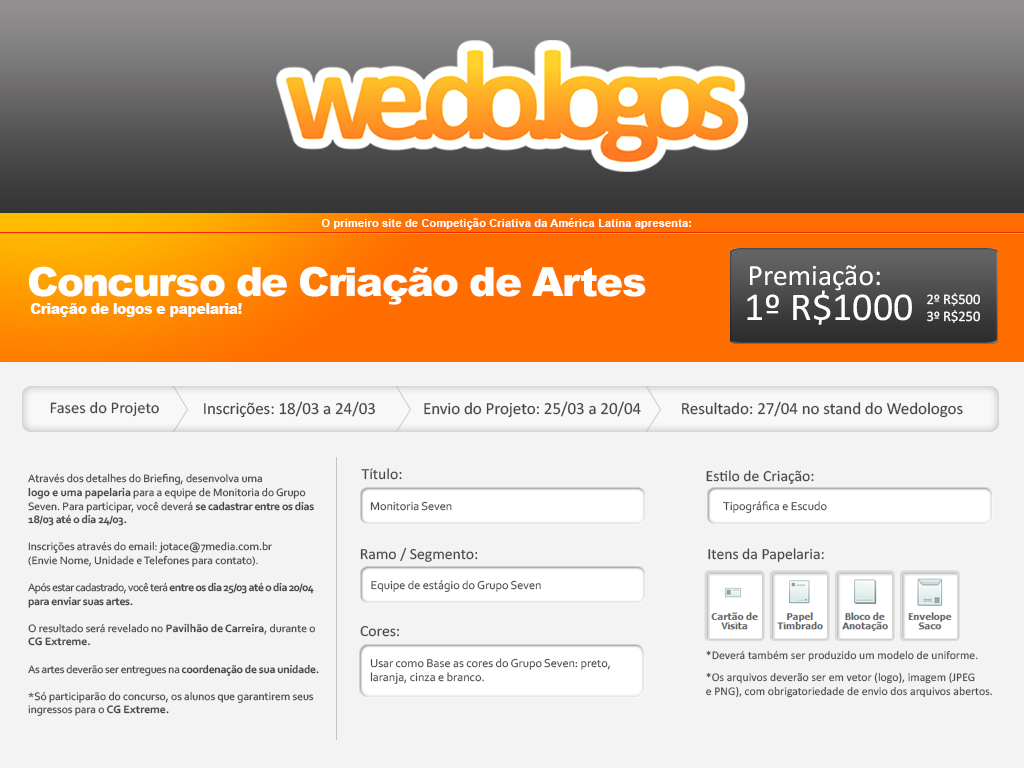 we.do.logos
O primeiro site de Competição Criativa da América Latina apresenta:
Concurso de Criação de Artes
Criação de logos e papelaria!
Premiação:
1º R$1000
2º R$500
3º R$250
Fases do Projeto
Inscrições: 18/03 a 24/03
Envio do Projeto: 25/03 a 20/04
Resultado: 27/04 no stand do Wedologos
Através dos detalhes do Briefing, desenvolva uma
logo e uma papelaria para a equipe de Monitoria do Grupo
Seven. Para participar, você deverá se cadastrar entre os dias
18/03 até o dia 24/03.
Inscrições através do email: jotace@7media.com.br
(Envie Nome, Unidade e Telefones para contato).
Após estar cadastrado, você terá entre os dia 25/03 até o dia 20/04
para enviar suas artes.
O resultado será revelado no Pavilhão de Carreira, durante o
CG Extreme.
As artes deverão ser entregues na coordenação de sua unidade.
*Só participarão do concurso, os alunos que garantirem seus
ingressos para o CG Extreme.
Título:
Monitoria Seven
Ramo / Segmento:
Equipe de estágio do Grupo Seven
Cores:
Usar como Base as cores do Grupo Seven: preto,
laranja, cinza e branco.
Estilo de Criação:
Tipográfica e Escudo
Itens da Papelaria:
Cartão de
Visita
Papel
Timbrado
Bloco de
Anotação
Envelope
Saco
*Deverá também ser produzido um modelo de uniforme.
*Os arquivos deverão ser em vetor (logo), imagem (JPEG
e PNG), com obrigatoriedade de envio dos arquivos abertos.